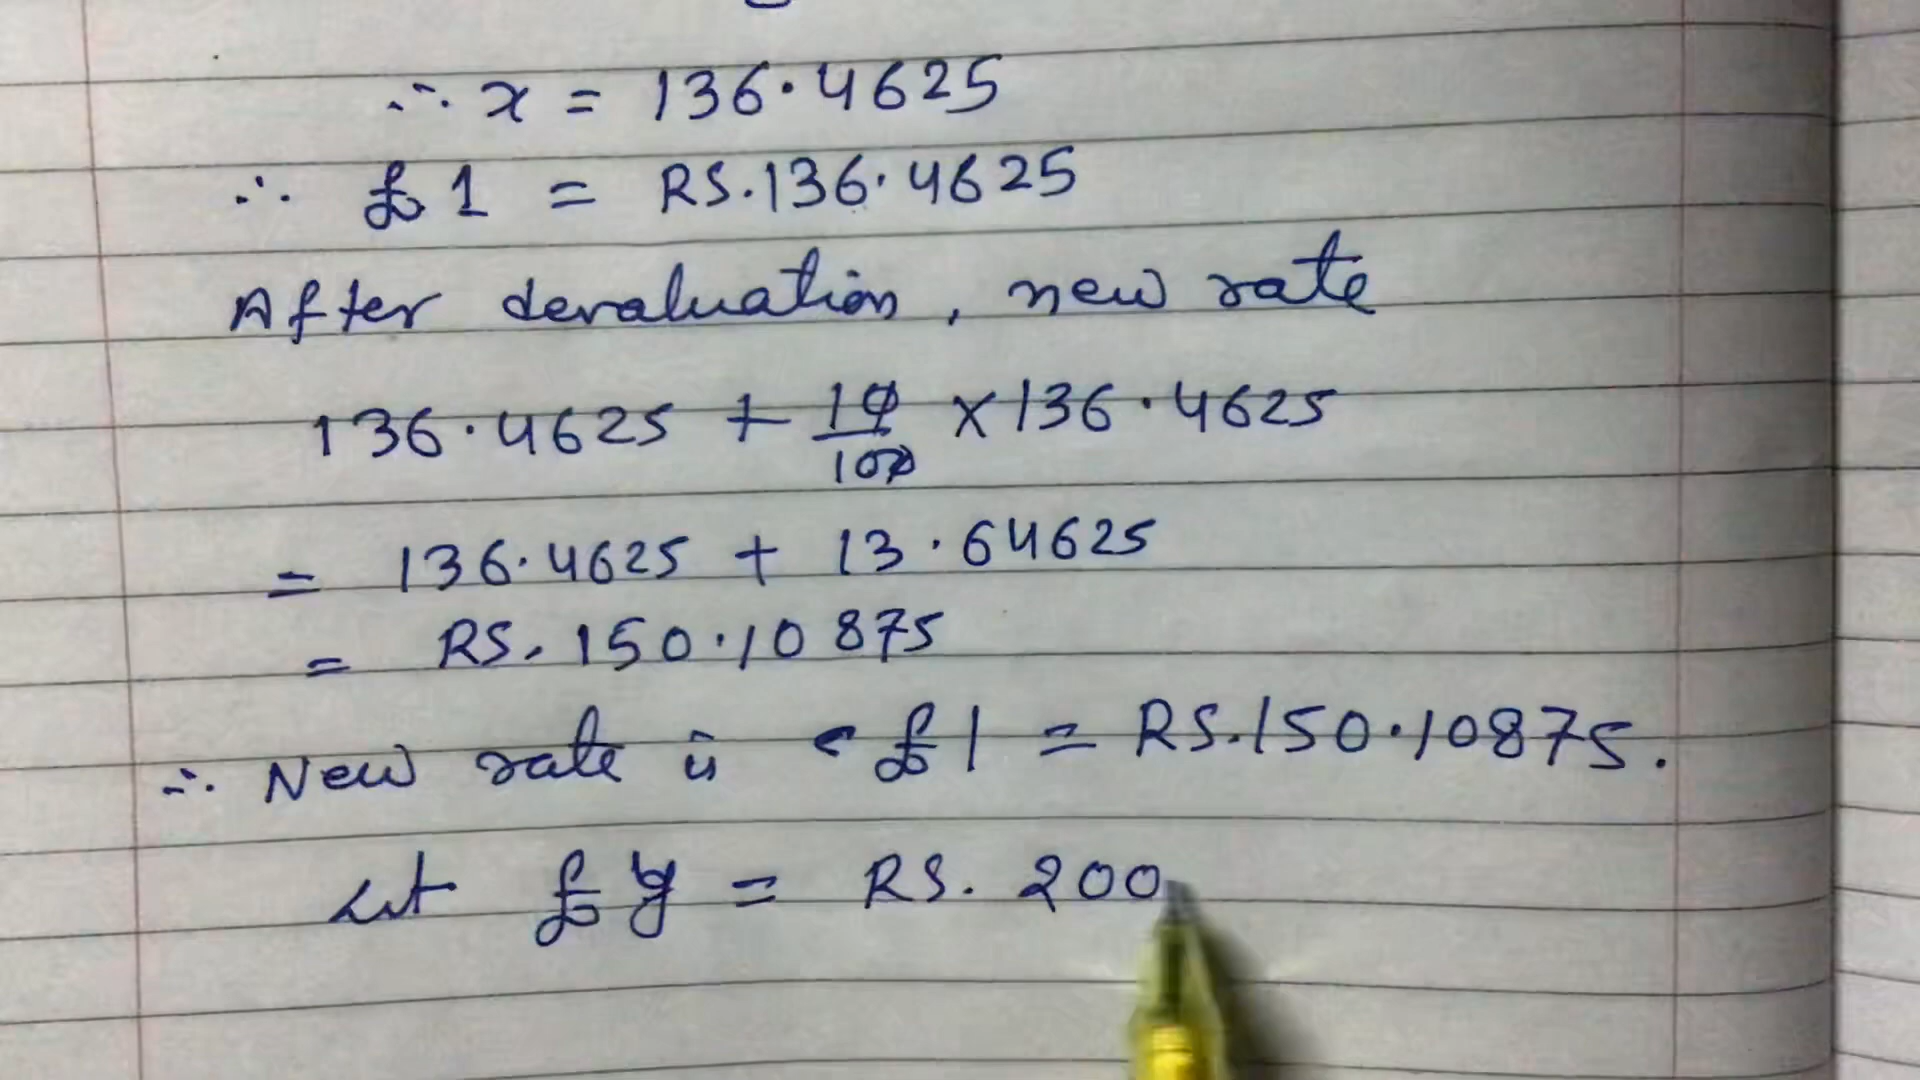 ∴ x = 136.4625
∴ £1 = RS.136.4625
After devaluation, new rate
136.4625 + 10/100 × 136.4625
= 136.4625 + 13.64625
= RS. 150.10875
∴ New rate is £1 = RS.150.10875.
Let £y = RS. 200